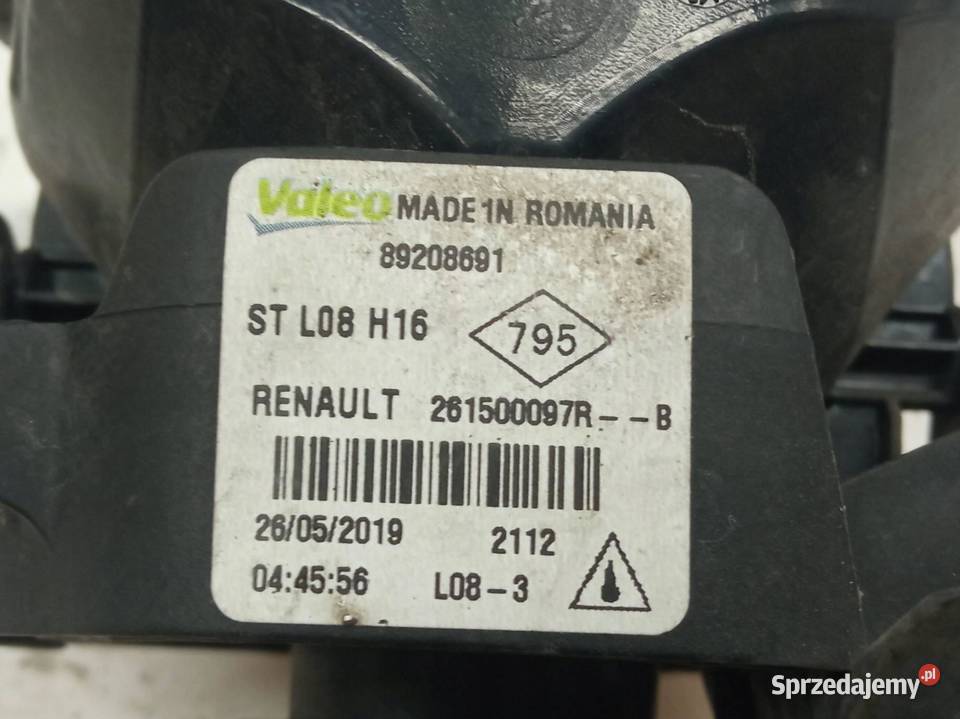 Valeo MADE IN ROMANIA
89208691
ST L08 H16
795
RENAULT 261500097R--B
26/05/2019 2112
04:45:56 L08-3
Sprzedajemy.pl